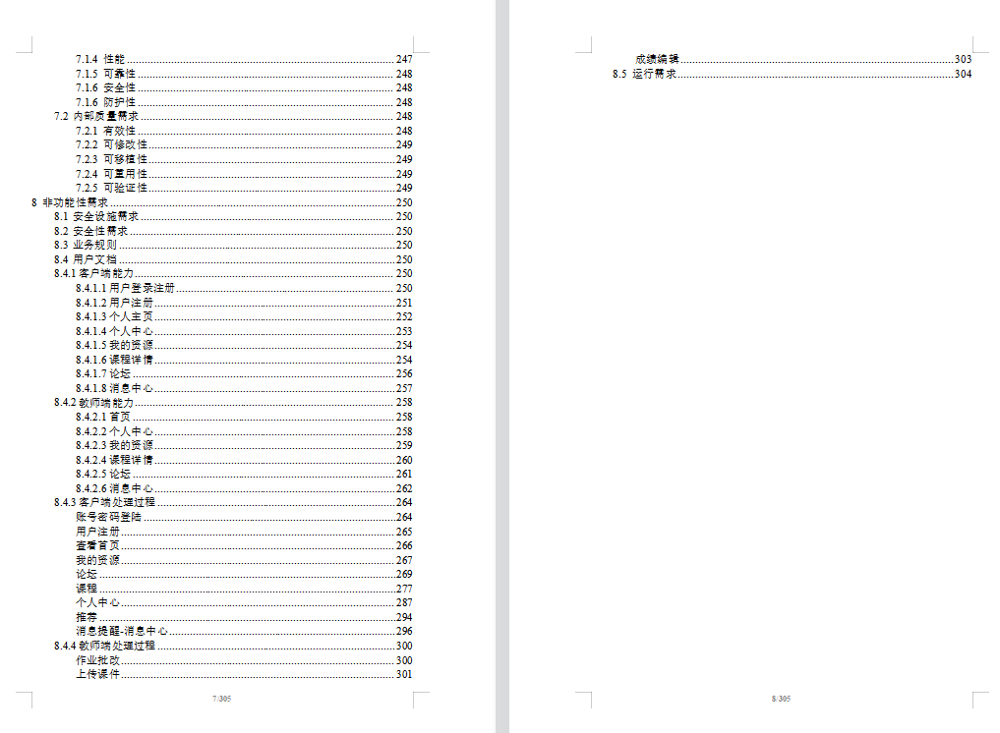 7.1.4 性能 247
7.1.5 可靠性 248
7.1.6 安全性 248
7.1.6 防护性 248
7.2 内部质量需求 248
7.2.1 有效性 248
7.2.2 可修改性 249
7.2.3 可移植性 249
7.2.4 可重用性 249
7.2.5 可验证性 249
8 非功能性需求 250
8.1 安全设施需求 250
8.2 安全性需求 250
8.3 业务规则 250
8.4 用户文档 250
8.4.1 客户端能力 250
8.4.1.1 用户登录注册 250
8.4.1.2 用户注册 251
8.4.1.3 个人主页 252
8.4.1.4 个人中心 253
8.4.1.5 我的资源 254
8.4.1.6 课程详情 254
8.4.1.7 论坛 256
8.4.1.8 消息中心 257
8.4.2 教师端能力 258
8.4.2.1 首页 258
8.4.2.2 个人中心 258
8.4.2.3 我的资源 259
8.4.2.4 课程详情 260
8.4.2.5 论坛 261
8.4.2.6 消息中心 262
8.4.3 客户端处理过程 264
账号密码登陆 264
用户注册 265
查看首页 266
我的资源 267
论坛 269
课程 277
个人中心 287
推荐 294
消息提醒-消息中心 296
8.4.4 教师端处理过程 300
作业批改 300
上传课件 301
7/305
成绩编辑 303
8.5 运行需求 304
8/305